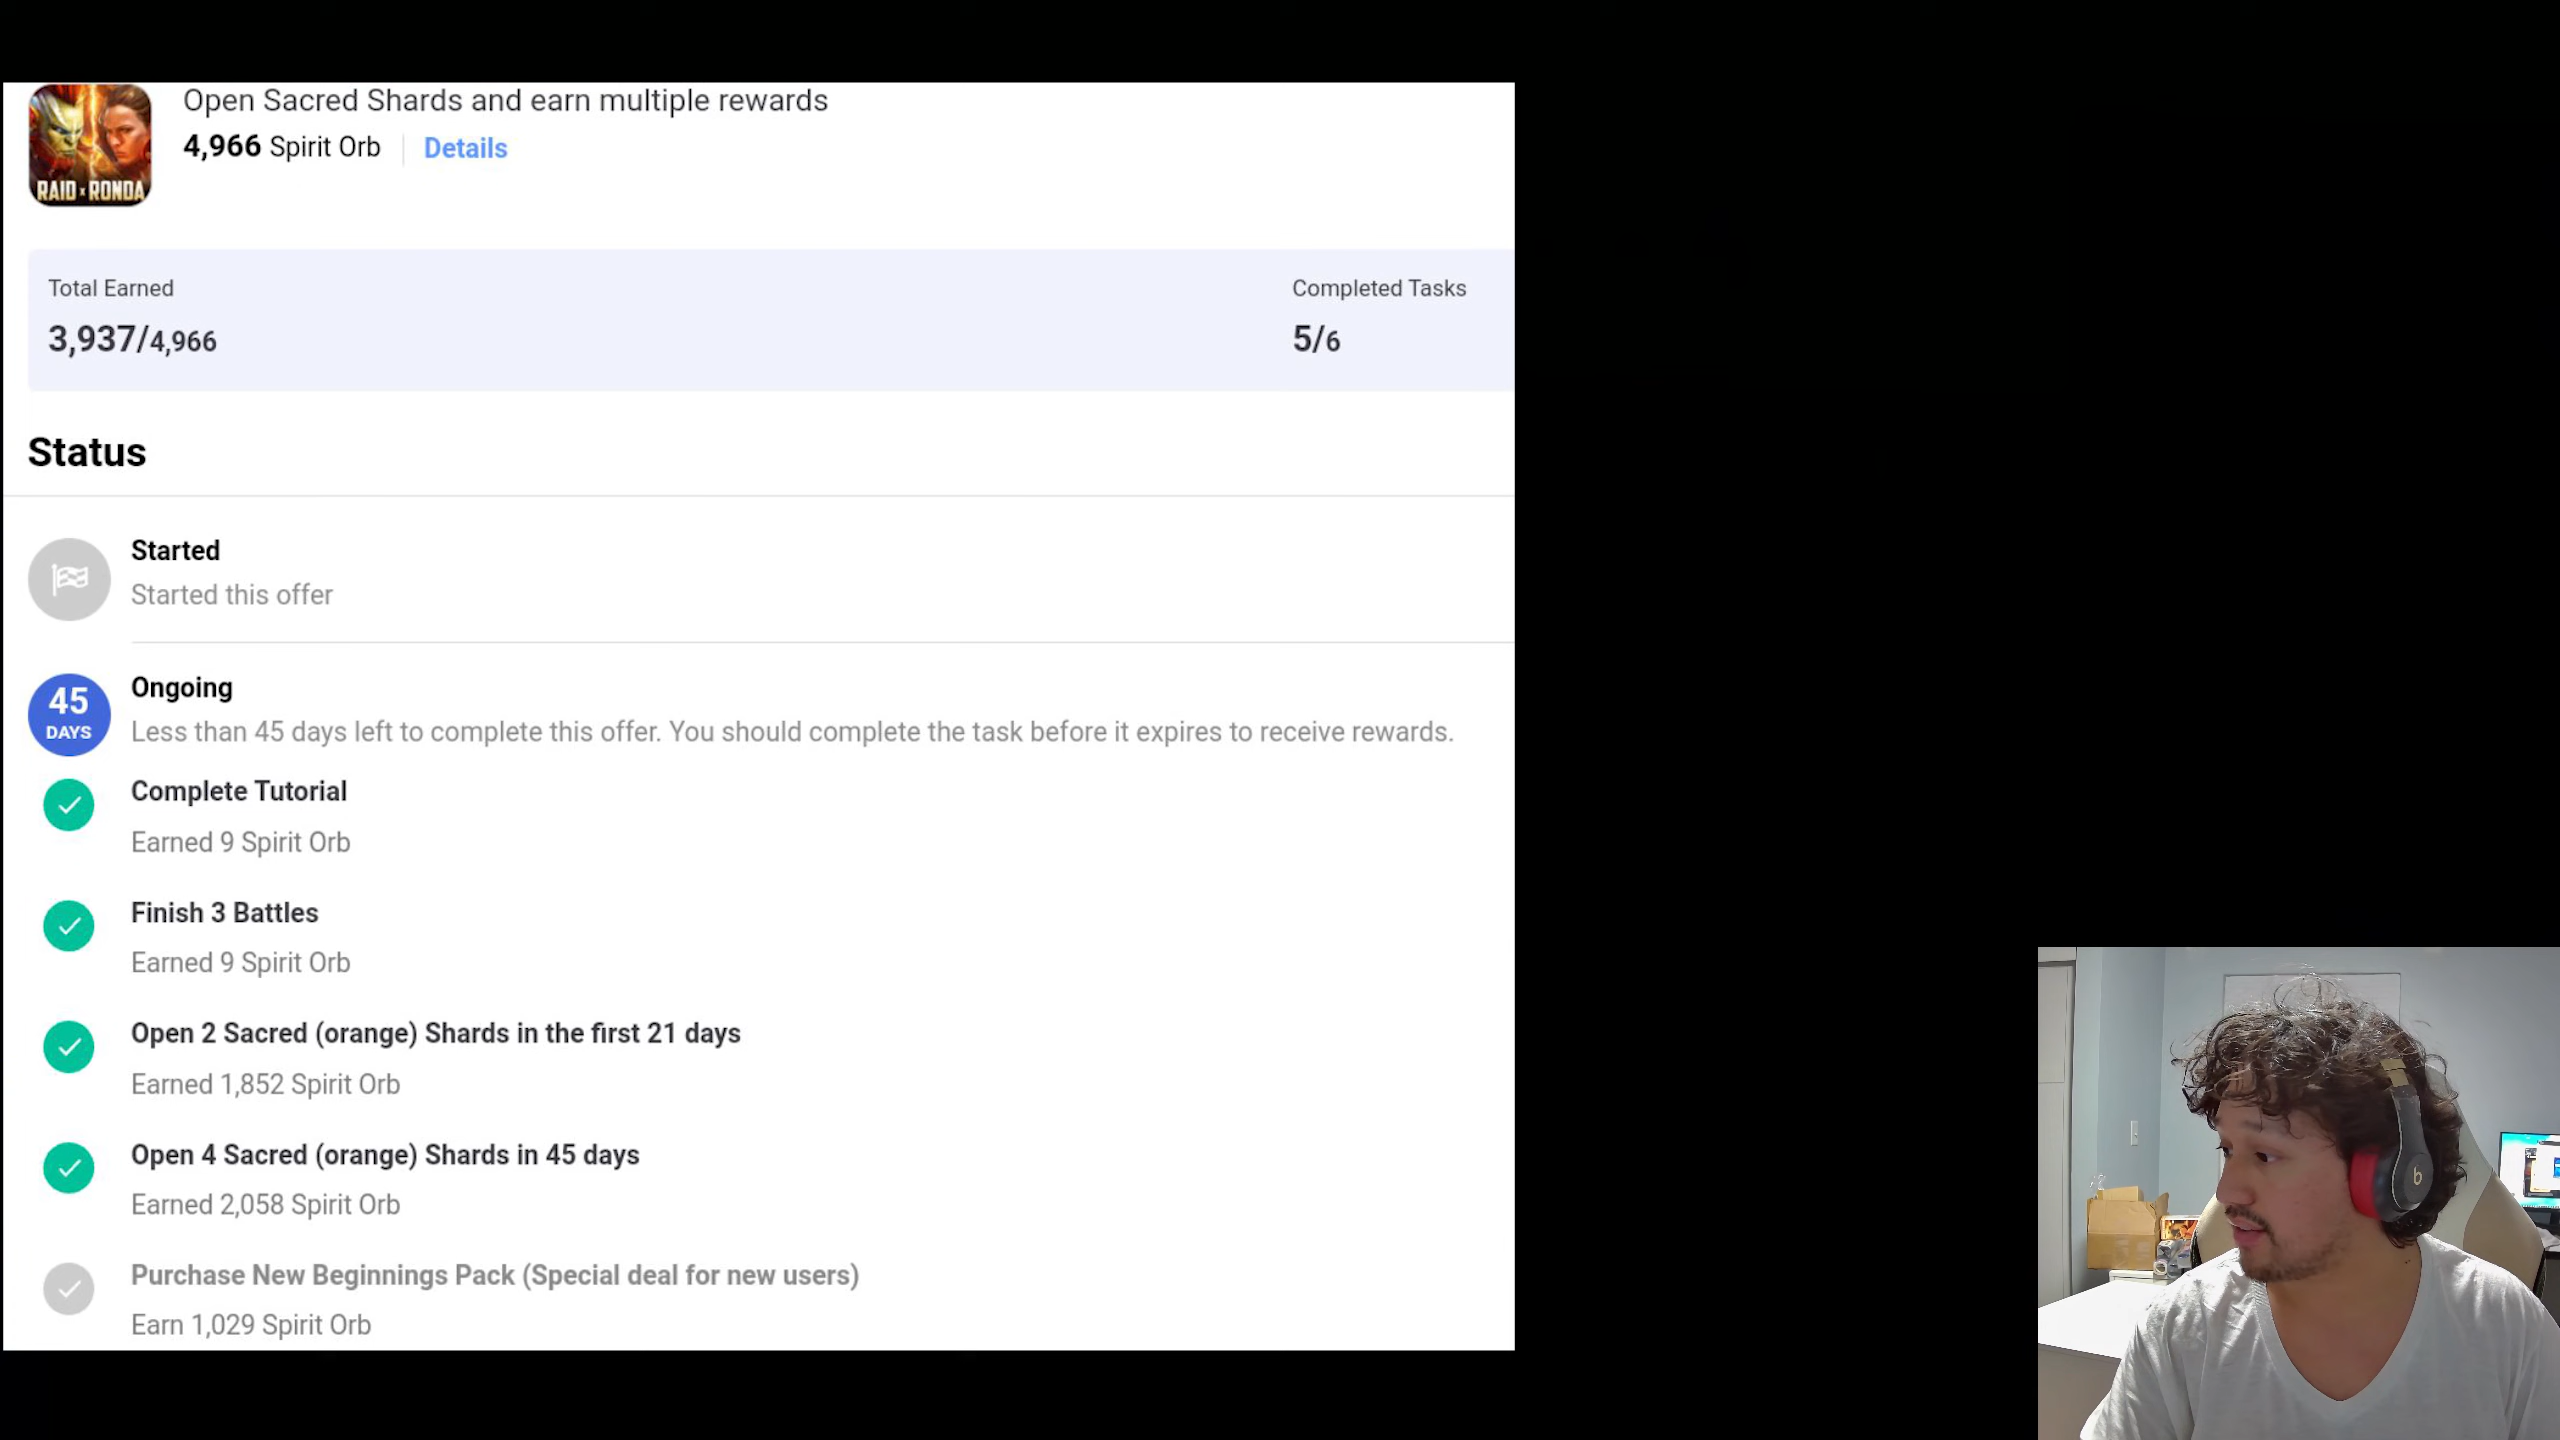 Open Sacred Shards and earn multiple rewards
4,966 Spirit Orb
Details
RAID x RONDA
Total Earned
Completed Tasks
3,937/4,966
5/6
Status
Started
Started this offer
45
DAYS
Ongoing
Less than 45 days left to complete this offer. You should complete the task before it expires to receive rewards.
Complete Tutorial
Earned 9 Spirit Orb
Finish 3 Battles
Earned 9 Spirit Orb
Open 2 Sacred (orange) Shards in the first 21 days
Earned 1,852 Spirit Orb
Open 4 Sacred (orange) Shards in 45 days
Earned 2,058 Spirit Orb
Purchase New Beginnings Pack (Special deal for new users)
Earn 1,029 Spirit Orb
b